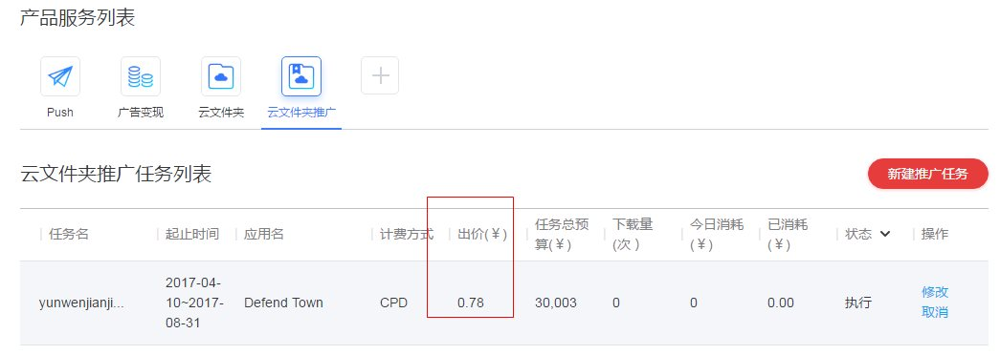 产品服务列表
Push 广告变现 云文件夹 云文件夹推广
云文件夹推广任务列表 新建推广任务
任务名 起止时间 应用名 计费方式 出价(￥) 任务总预算(￥) 下载量(次 ) 今日消耗(￥) 已消耗(￥) 状态 操作
yunwenjianji... 2017-04-10~2017-08-31 Defend Town CPD 0.78 30,003 0 0 0.00 执行 修改 取消